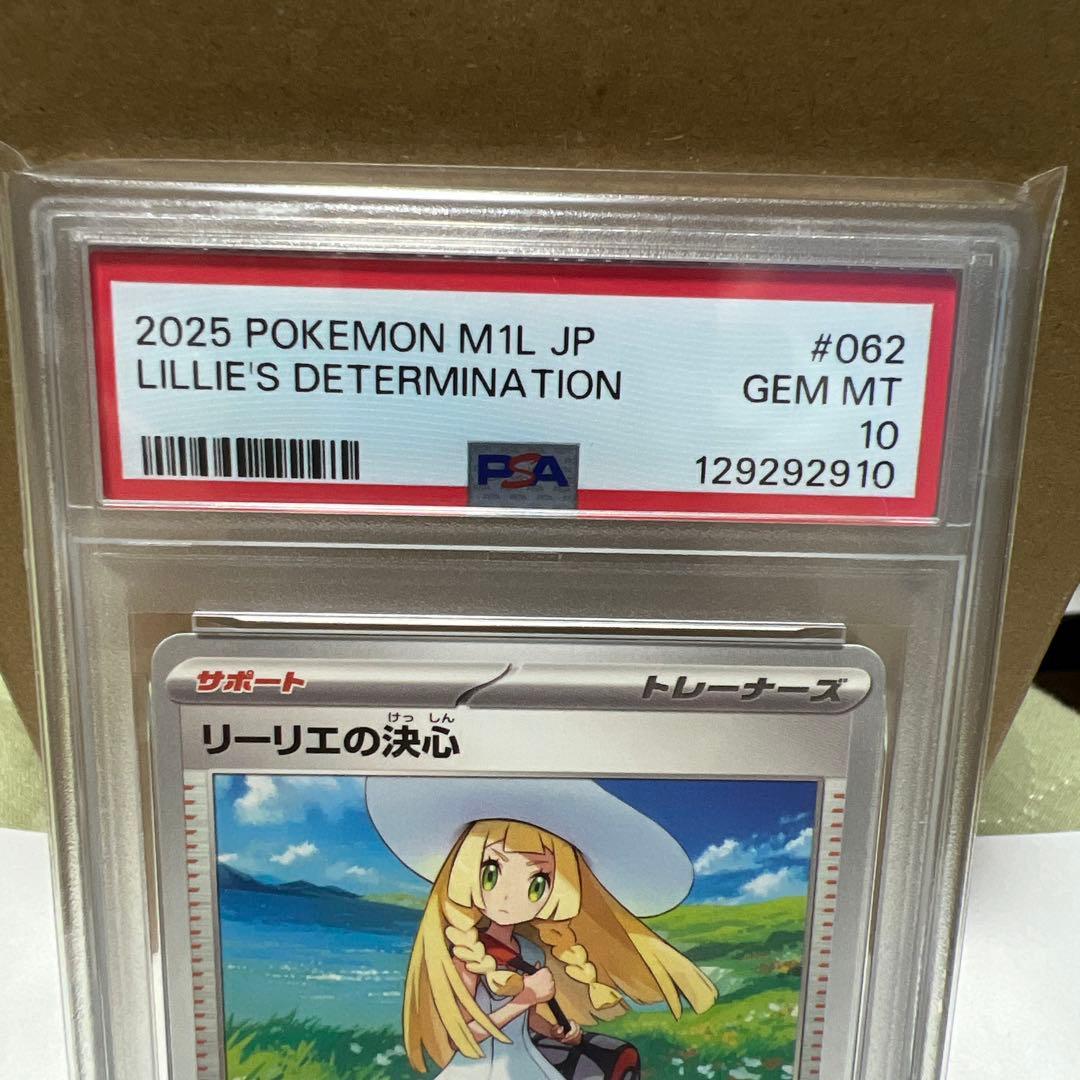 2025 POKEMON M1L JP #062
LILLIE'S DETERMINATION GEM MT
10
PSA 129292910
サポート トレーナーズ
けっ しん
リーリエの決心